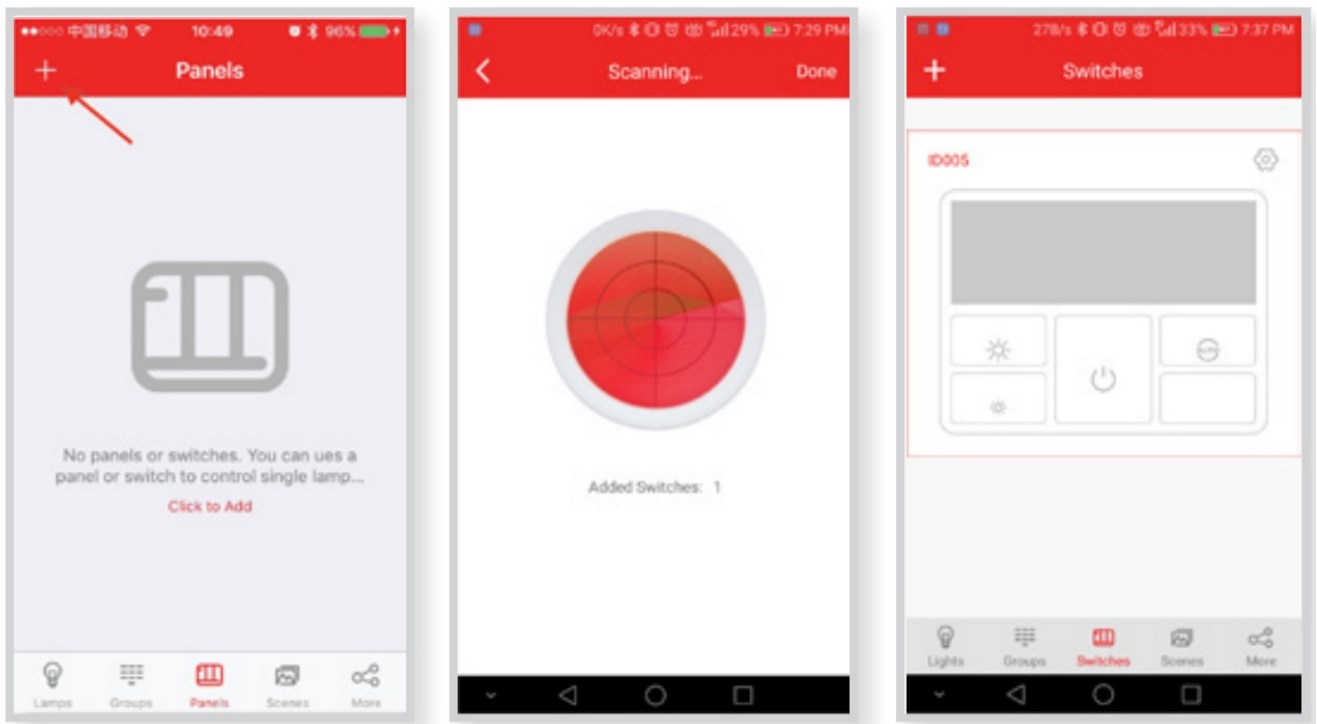 中国移动 10:49 96%
Panels
No panels or switches. You can ues a
panel or switch to control single lamp...
Click to Add
Lamps Groups Panels Scenes More
0K/s 29% 7:29 PM
Scanning... Done
Added Switches: 1
278/s 33% 7:37 PM
Switches
ID005
Lights Groups Switches Scenes More